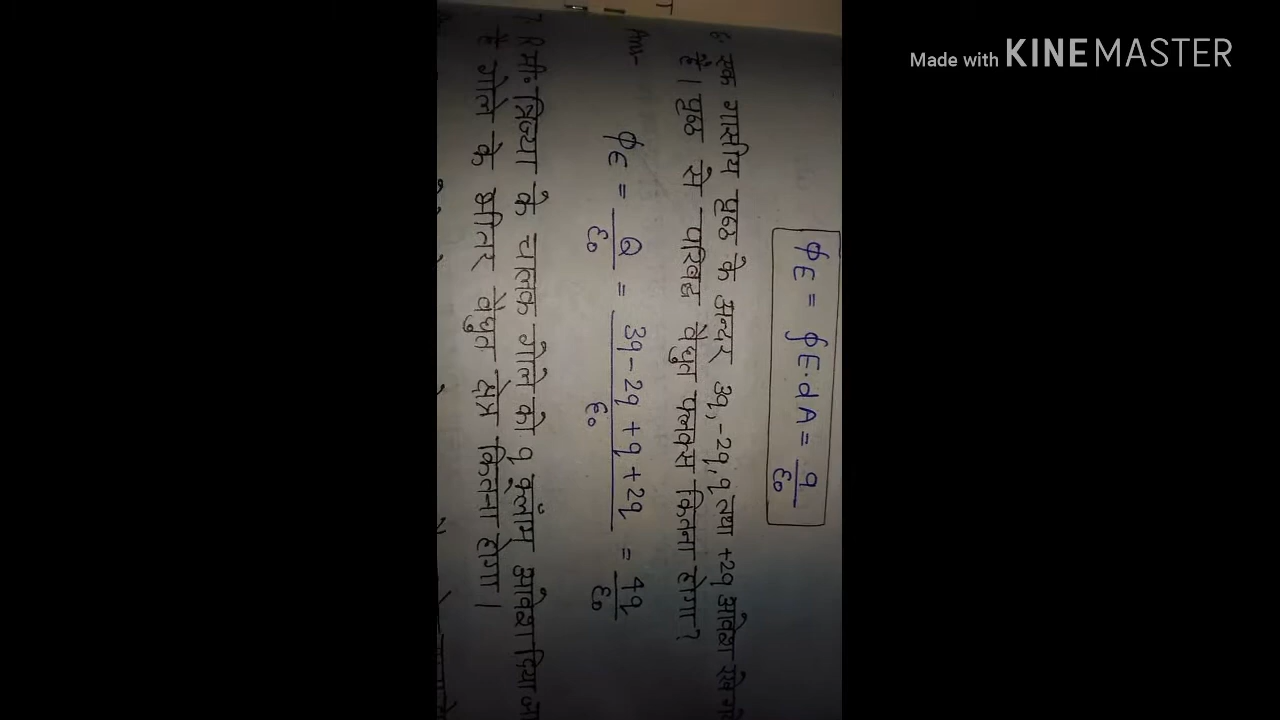 Made with KINEMASTER
φE = ∮E.dA = q/ε₀
6. एक गासीय पृष्ठ के अन्दर 3q, -2q, q तथा +2q आवेश रखे
है। पृष्ठ से परिबद्ध वैद्युत फ्लक्स कितना होगा?
Ans- φE = Q/ε₀ = 3q - 2q + q + 2q/ε₀ = 4q/ε₀
7. R मी० त्रिज्या के चालक गोले को q कूलॉम आवेश दिया
है गोले के भीतर वैद्युत क्षेत्र कितना होगा।